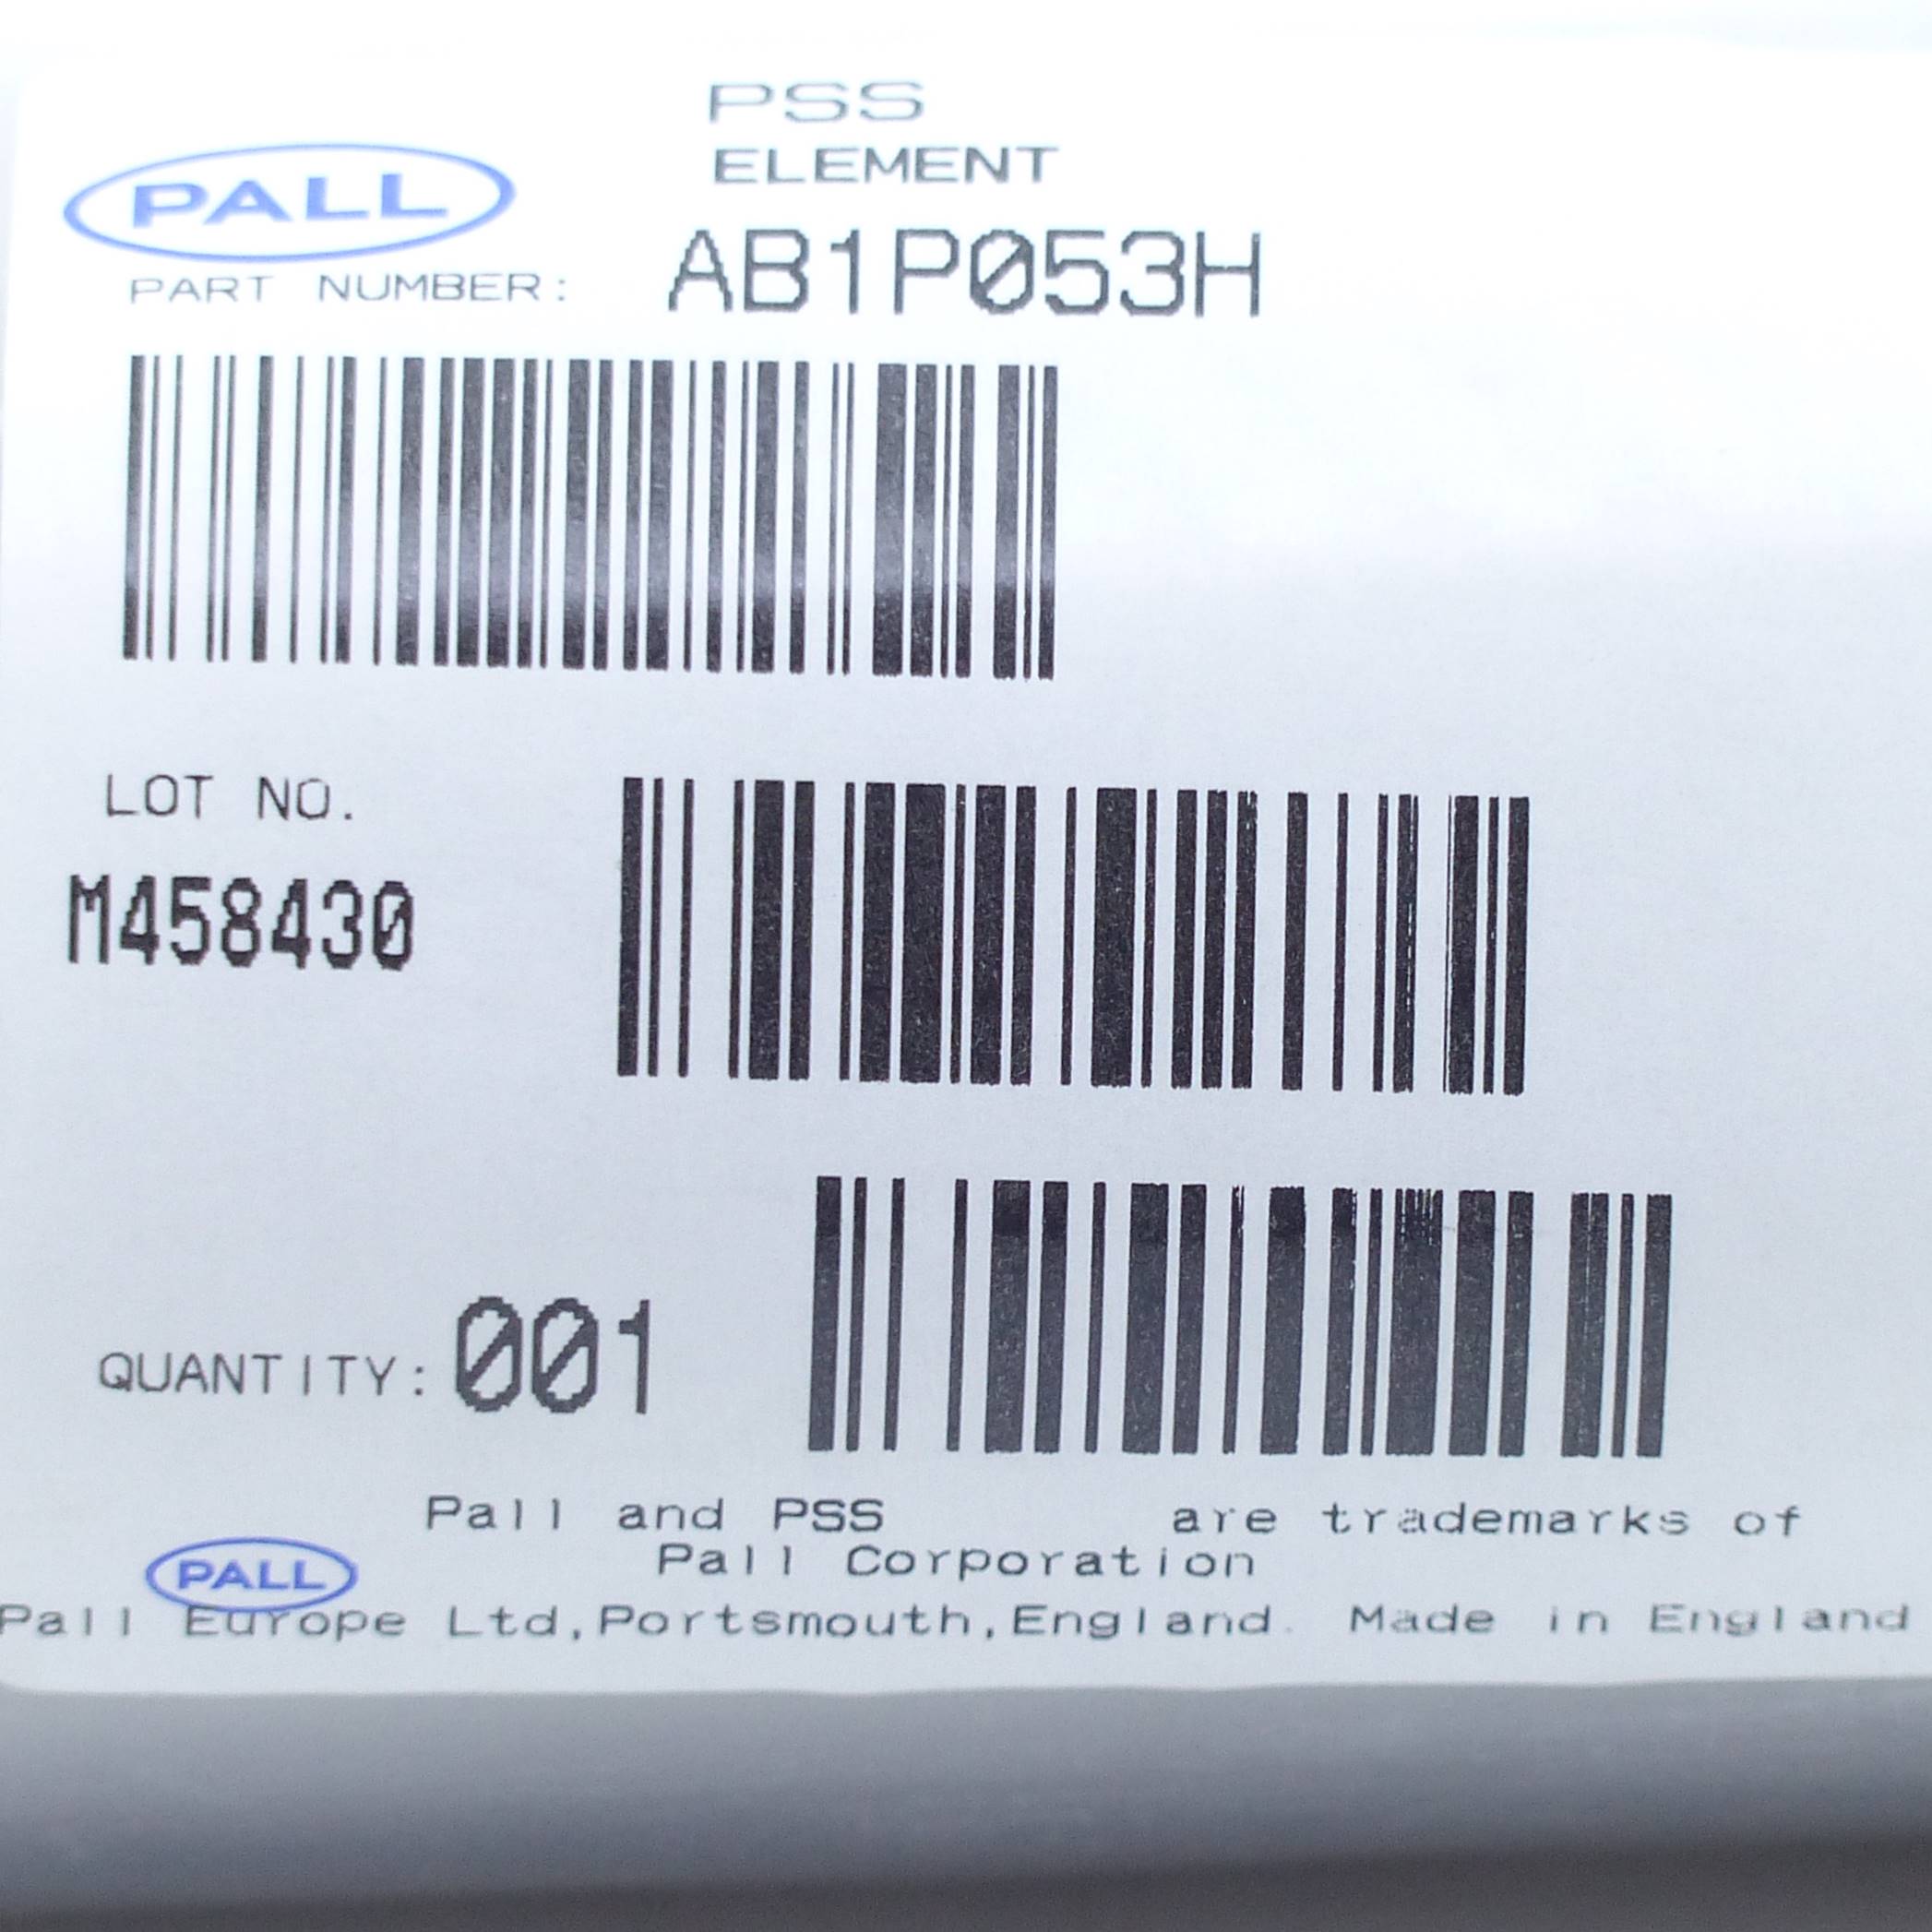 PSS
ELEMENT
PALL
PART NUMBER: AB1P053H
LOT NO.
M458430
QUANTITY: 001
Pall and PSS are trademarks of
Pall Corporation
PALL
Pall Europe Ltd,Portsmouth,England. Made in England